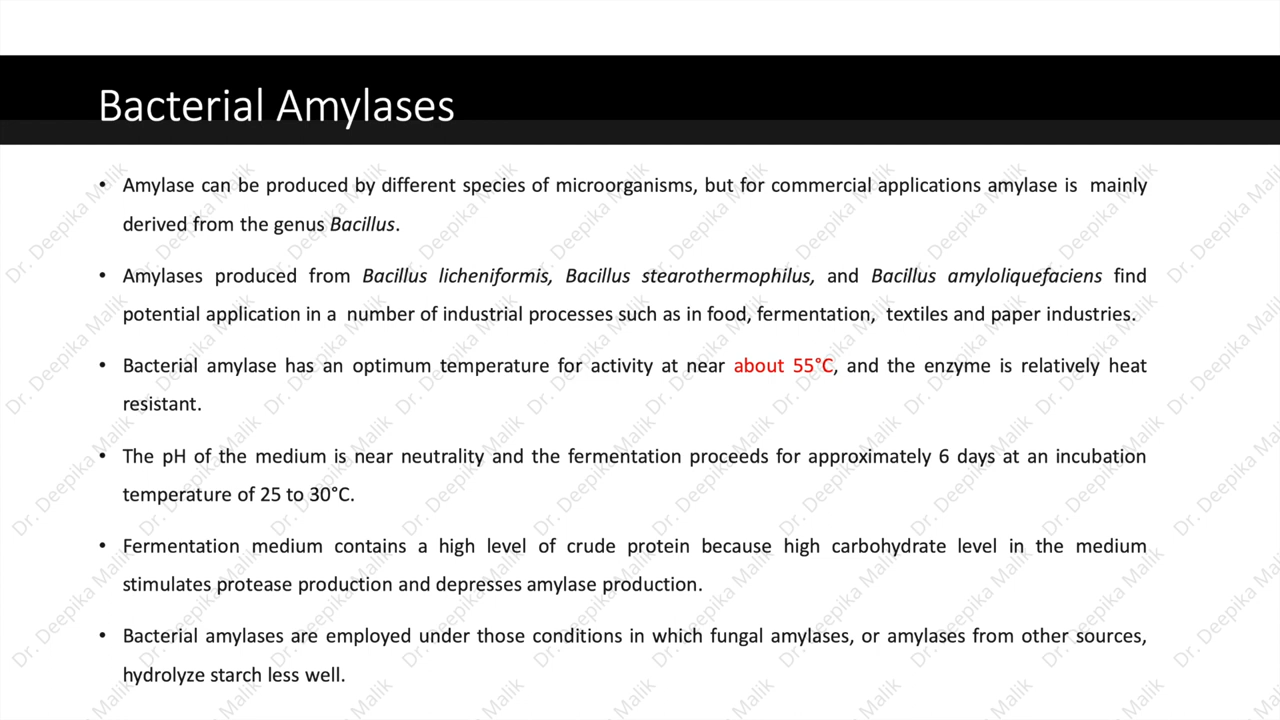 Bacterial Amylases
• Amylase can be produced by different species of microorganisms, but for commercial applications amylase is mainly
derived from the genus Bacillus.
• Amylases produced from Bacillus licheniformis, Bacillus stearothermophilus, and Bacillus amyloliquefaciens find
potential application in a number of industrial processes such as in food, fermentation, textiles and paper industries.
• Bacterial amylase has an optimum temperature for activity at near about 55°C, and the enzyme is relatively heat
resistant.
• The pH of the medium is near neutrality and the fermentation proceeds for approximately 6 days at an incubation
temperature of 25 to 30°C.
• Fermentation medium contains a high level of crude protein because high carbohydrate level in the medium
stimulates protease production and depresses amylase production.
• Bacterial amylases are employed under those conditions in which fungal amylases, or amylases from other sources,
hydrolyze starch less well.
Dr. Deepika Malik